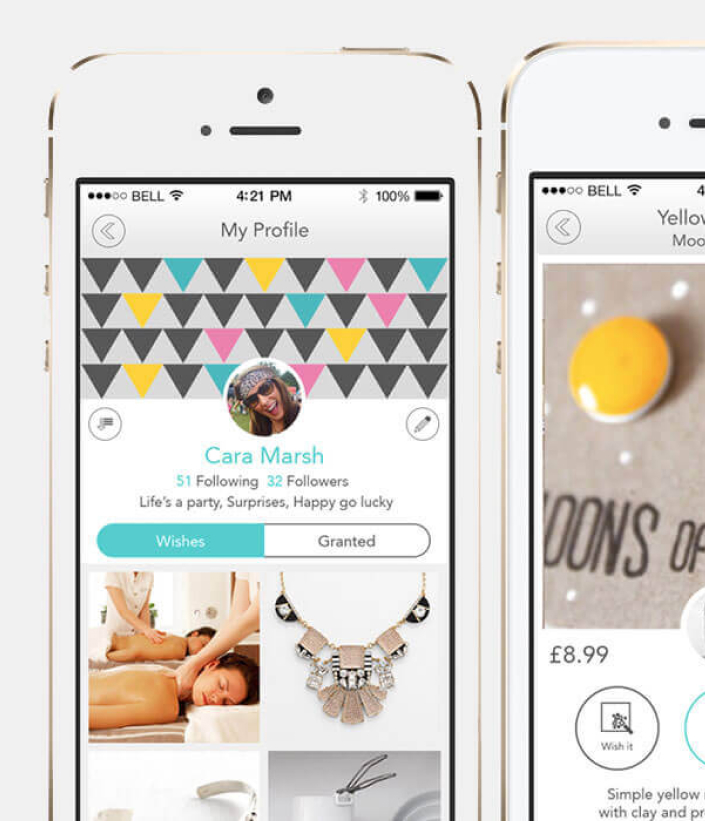 BELL 4:21 PM 100%
My Profile
Cara Marsh
51 Following 32 Followers
Life's a party, Surprises, Happy go lucky
Wishes Granted
BELL 4
Yellow
Moo
OONS OF
£8.99
Wish it
Simple yellow
with clay and pr